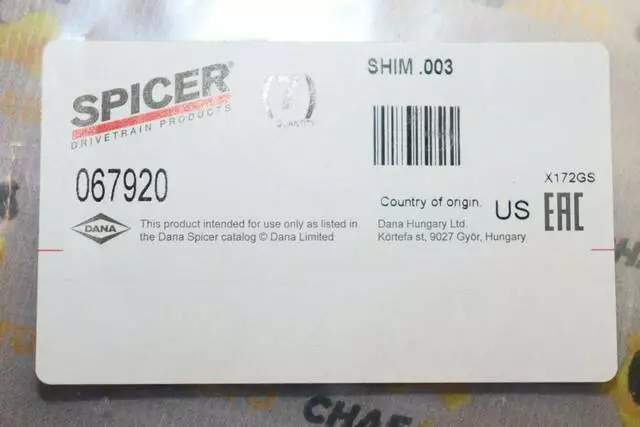 SPICER®
DRIVETRAIN PRODUCTS
QUANTITY
SHIM .003
067920
X172GS
Country of origin. US
EAC
DANA
This product intended for use only as listed in
the Dana Spicer catalog © Dana Limited
Dana Hungary Ltd.
Körtefa st, 9027 Győr, Hungary